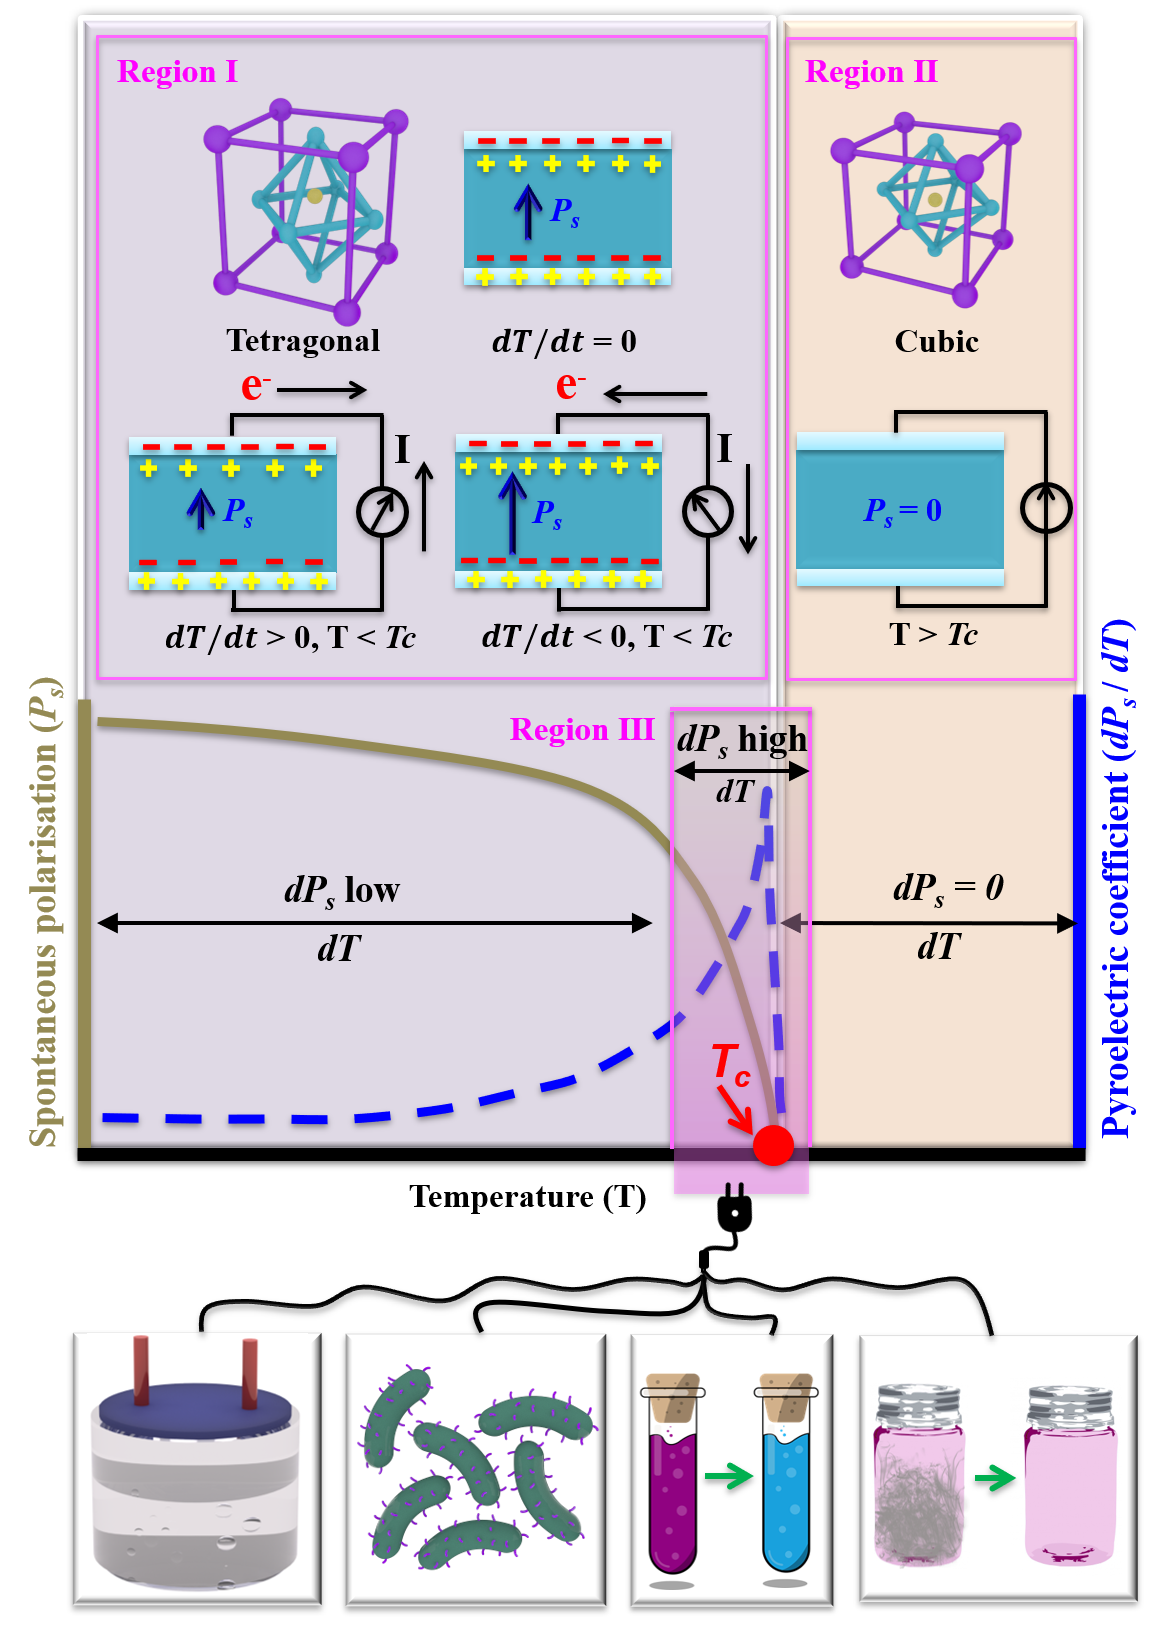 Region I
Region II
Ps
Tetragonal
dT/dt = 0
Cubic
e-
e-
I
I
Ps
Ps
Ps = 0
dT/dt > 0, T < Tc
dT/dt < 0, T < Tc
T > Tc
Spontaneous polarisation (Ps)
Pyroelectric coefficient (dPs / dT)
Region III
dPs high
dT
dPs low
dT
dPs = 0
dT
Tc
Temperature (T)